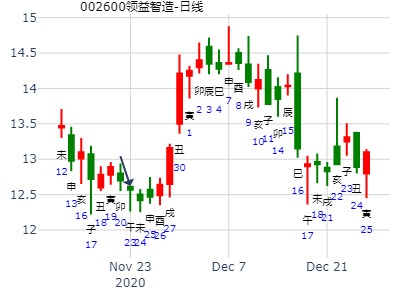 002600领益智造-日线
15
14.5
14
13.5
13
12.5
12
未
12
申
13
亥
16
子
17
丑
18
寅
19
卯
20
午
23
未
24
申
25
酉
26
戌
27
丑
30
寅
1
卯
2
辰
3
巳
4
申
7
酉
8
戌
9
亥
10
子
11
卯
14
辰
15
巳
16
午
17
未
18
戌
21
亥
22
子
23
丑
24
寅
25
Nov 23
2020
Dec 7
Dec 21